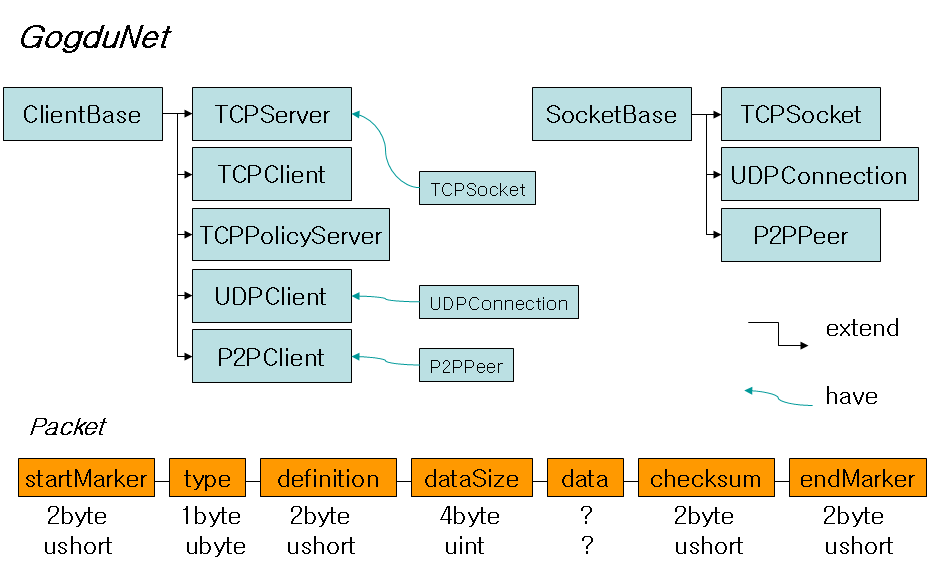 GogduNet
ClientBase
TCPServer
TCPClient
TCPPolicyServer
UDPClient
P2PClient
TCPSocket
UDPConnection
P2PPeer
SocketBase
TCPSocket
UDPConnection
P2PPeer
extend
have
Packet
startMarker type definition dataSize data checksum endMarker
2byte 1byte 2byte 4byte ? 2byte 2byte
ushort ubyte ushort uint ? ushort ushort